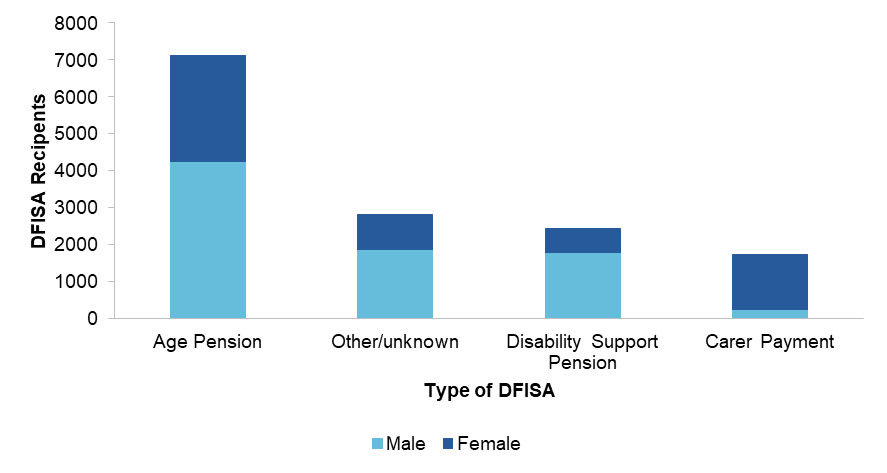 8000
7000
6000
5000
4000
3000
2000
1000
0
DFISA Recipents
Age Pension
Other/unknown
Disability Support
Pension
Carer Payment
Type of DFISA
Male
Female